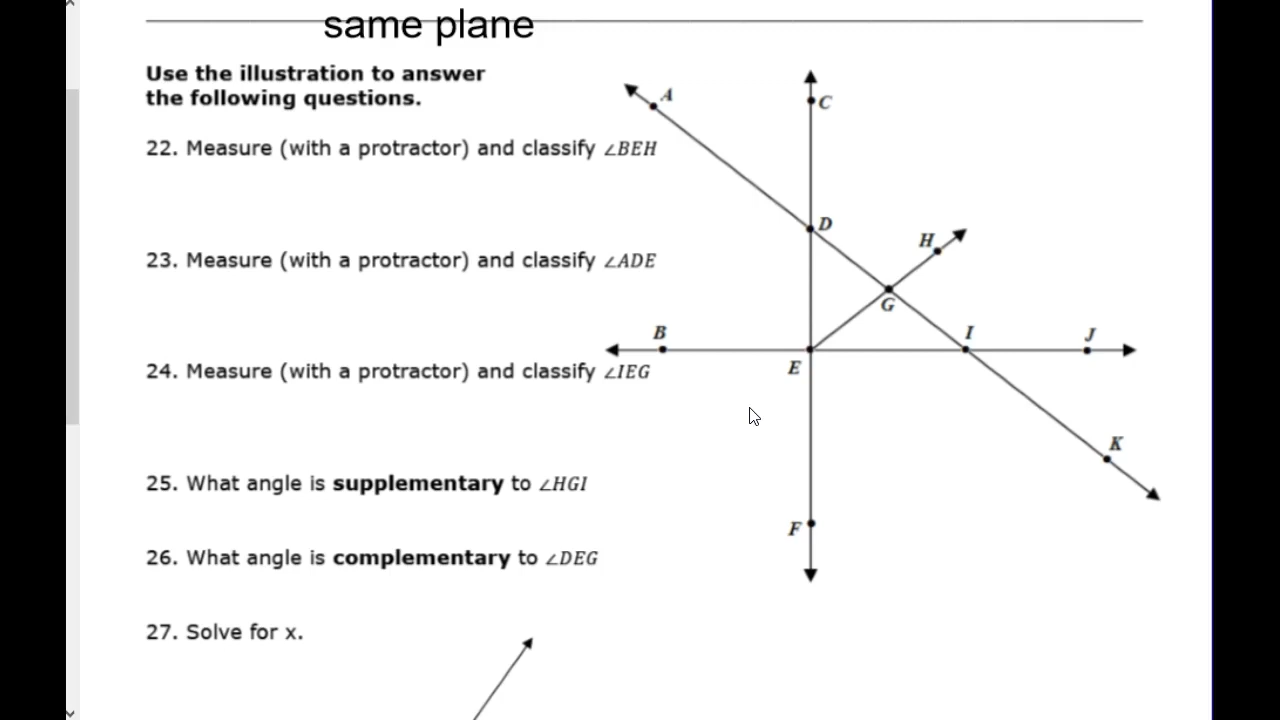 same plane
Use the illustration to answer
the following questions.
22. Measure (with a protractor) and classify ∠BEH
23. Measure (with a protractor) and classify ∠ADE
24. Measure (with a protractor) and classify ∠IEG
25. What angle is supplementary to ∠HGI
26. What angle is complementary to ∠DEG
27. Solve for x.
A
C
D
H
G
B
I
J
E
K
F